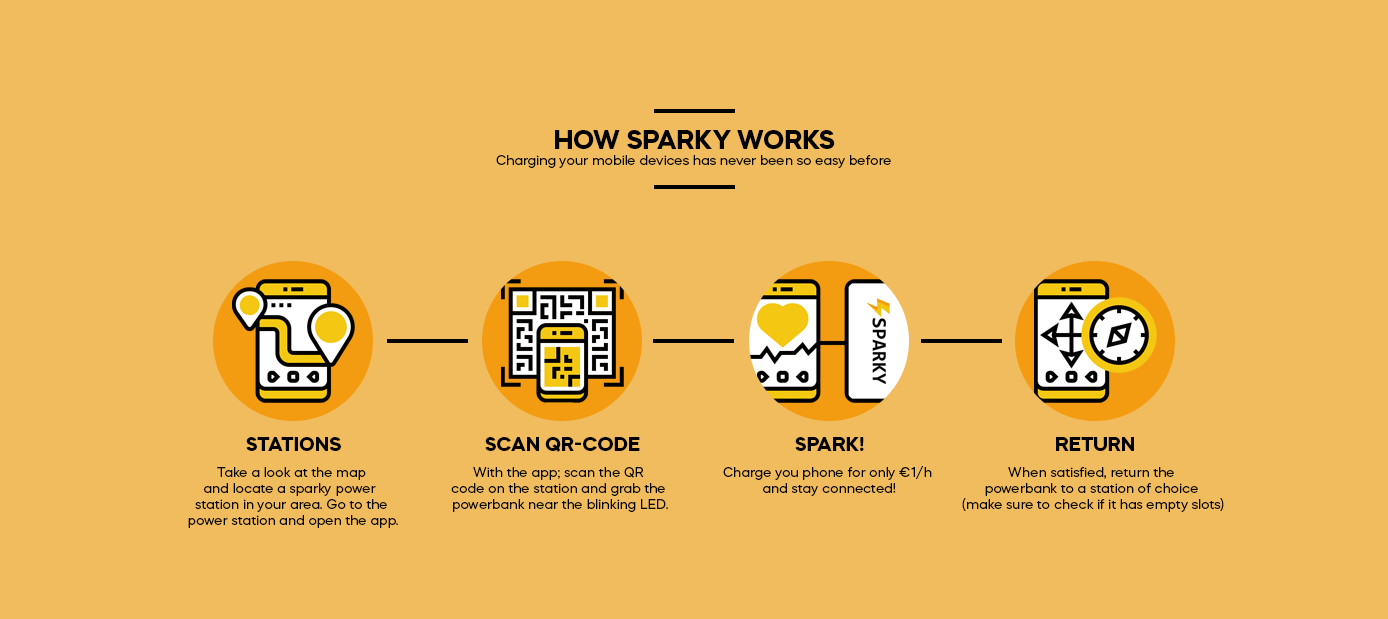 HOW SPARKY WORKS
Charging your mobile devices has never been so easy before
SPARKY
STATIONS
Take a look at the map
and locate a sparky power
station in your area. Go to the
power station and open the app.
SCAN QR-CODE
With the app; scan the QR
code on the station and grab the
powerbank near the blinking LED.
SPARK!
Charge you phone for only €1/h
and stay connected!
RETURN
When satisfied, return the
powerbank to a station of choice
(make sure to check if it has empty slots)